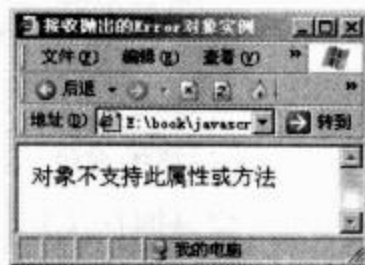 接收抛出的Error对象实例
文件(F) 编辑(E) 查看(V) »
后退 »
地址(D) E:\book\javascr 转到
对象不支持此属性或方法
我的电脑